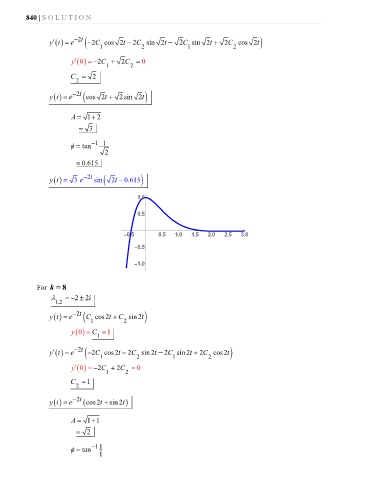 840 | S O L U T I O N
y′(t) = e^−2t (−2C₁ cos 2t − 2C₂ sin 2t − 2C₁ sin 2t + 2C₂ cos 2t)
y′(0) = −2C₁ + 2C₂ = 0
C₂ = 2
y(t) = e^−2t (cos 2t + 2 sin 2t)
A = 1 + 2
= 3
ϕ = tan⁻¹ 1/2
≈ 0.615
y(t) = 3 e^−2t sin(2t − 0.615)
1.0
0.5
−0.5 0.5 1.0 1.5 2.0 2.5 3.0
−0.5
−1.0
For k = 8
λ₁,₂ = −2 ± 2i
y(t) = e^−2t (C₁ cos 2t + C₂ sin 2t)
y(0) = C₁ = 1
y′(t) = e^−2t (−2C₁ cos 2t − 2C₂ sin 2t − 2C₁ sin 2t + 2C₂ cos 2t)
y′(0) = −2C₁ + 2C₂ = 0
C₂ = 1
y(t) = e^−2t (cos 2t + sin 2t)
A = 1 + 1
= 2
ϕ = tan⁻¹ 1/1